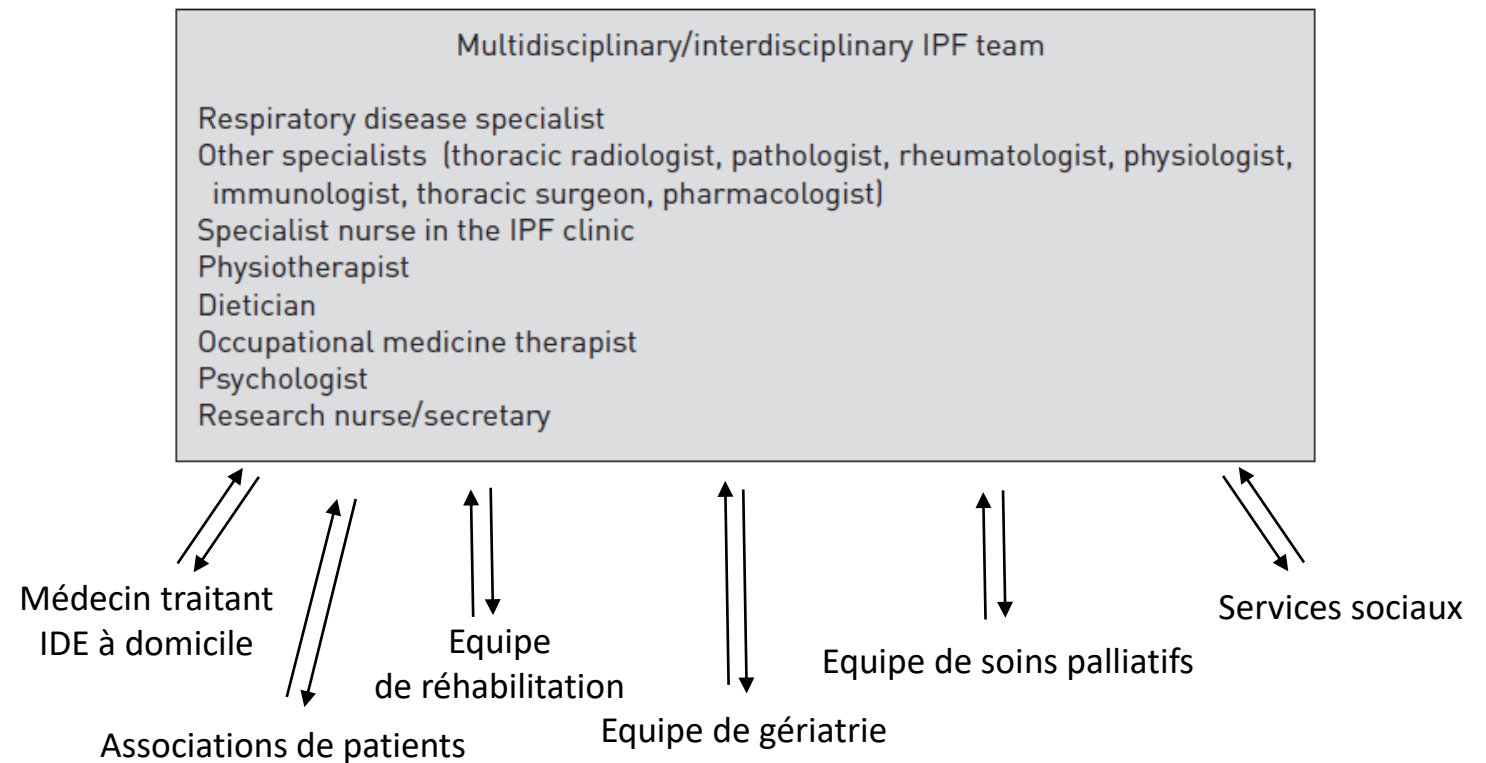 Multidisciplinary/interdisciplinary IPF team
Respiratory disease specialist
Other specialists (thoracic radiologist, pathologist, rheumatologist, physiologist,
immunologist, thoracic surgeon, pharmacologist)
Specialist nurse in the IPF clinic
Physiotherapist
Dietician
Occupational medicine therapist
Psychologist
Research nurse/secretary
Médecin traitant
IDE à domicile
Associations de patients
Equipe
de réhabilitation
Equipe de gériatrie
Equipe de soins palliatifs
Services sociaux